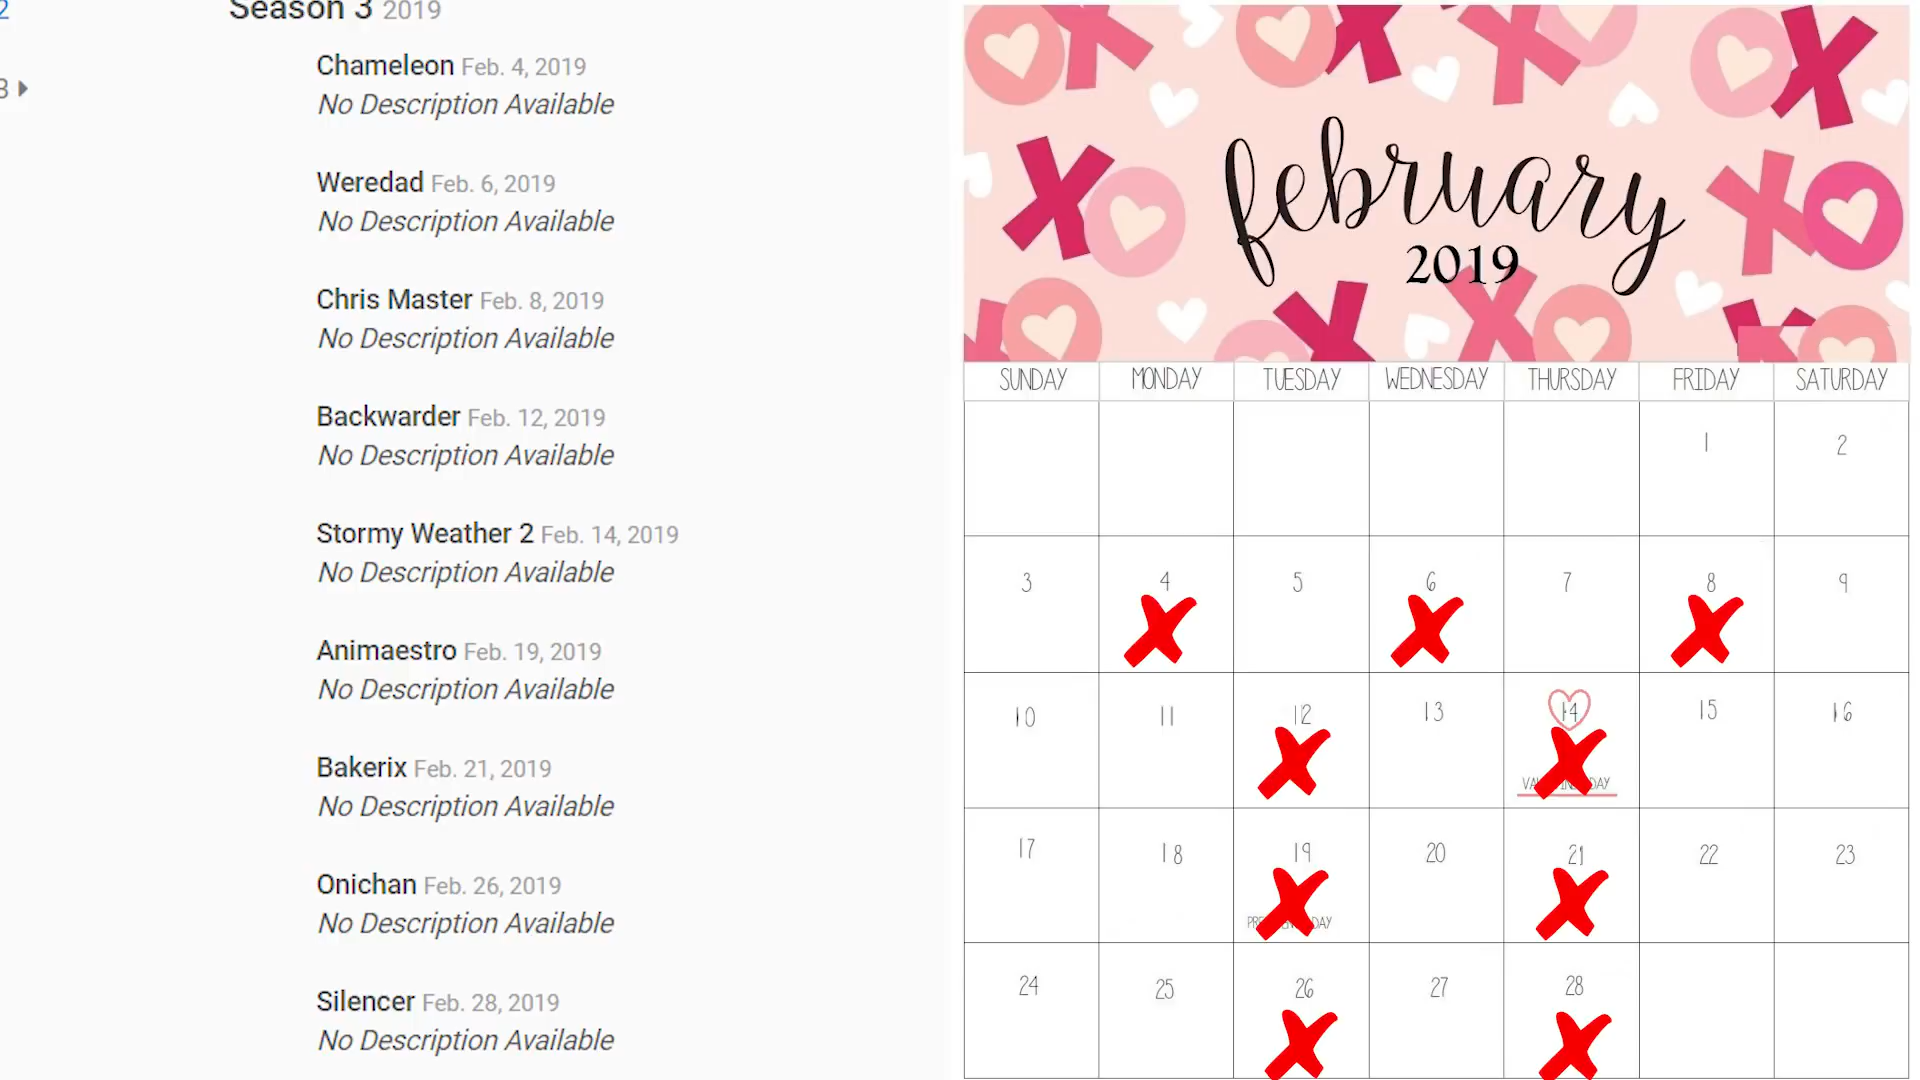 2
Season 3 2019
3
Chameleon Feb. 4, 2019
No Description Available
Weredad Feb. 6, 2019
No Description Available
Chris Master Feb. 8, 2019
No Description Available
Backwarder Feb. 12, 2019
No Description Available
Stormy Weather 2 Feb. 14, 2019
No Description Available
Animaestro Feb. 19, 2019
No Description Available
Bakerix Feb. 21, 2019
No Description Available
Onichan Feb. 26, 2019
No Description Available
Silencer Feb. 28, 2019
No Description Available
february
2019
SUNDAY MONDAY TUESDAY WEDNESDAY THURSDAY FRIDAY SATURDAY
1 2
3 4 5 6 7 8 9
10 11 12 13 14 15 16
17 18 19 20 21 22 23
24 25 26 27 28